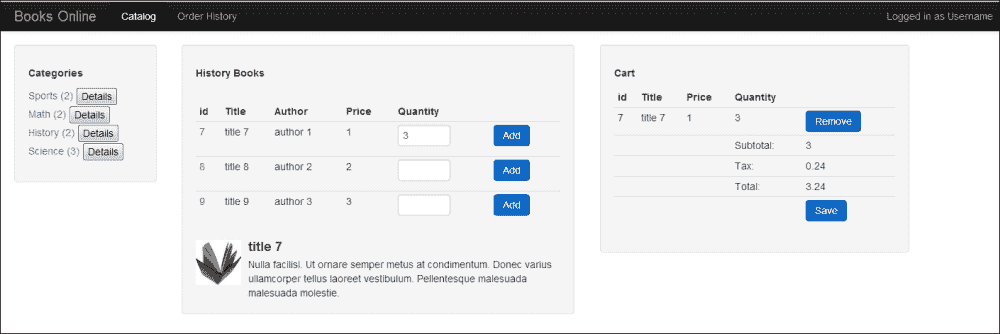 Books Online Catalog Order History Logged in as Username
Categories
Sports (2) Details
Math (2) Details
History (2) Details
Science (3) Details
History Books
id Title Author Price Quantity
7 title 7 author 1 1 3 Add
8 title 8 author 2 2 Add
9 title 9 author 3 3 Add
title 7
Nulla facilisi. Ut ornare semper metus at condimentum. Donec varius
ullamcorper tellus laoreet vestibulum. Pellentesque malesuada
malesuada molestie.
Cart
id Title Price Quantity
7 title 7 1 3 Remove
Subtotal: 3
Tax: 0.24
Total: 3.24
Save